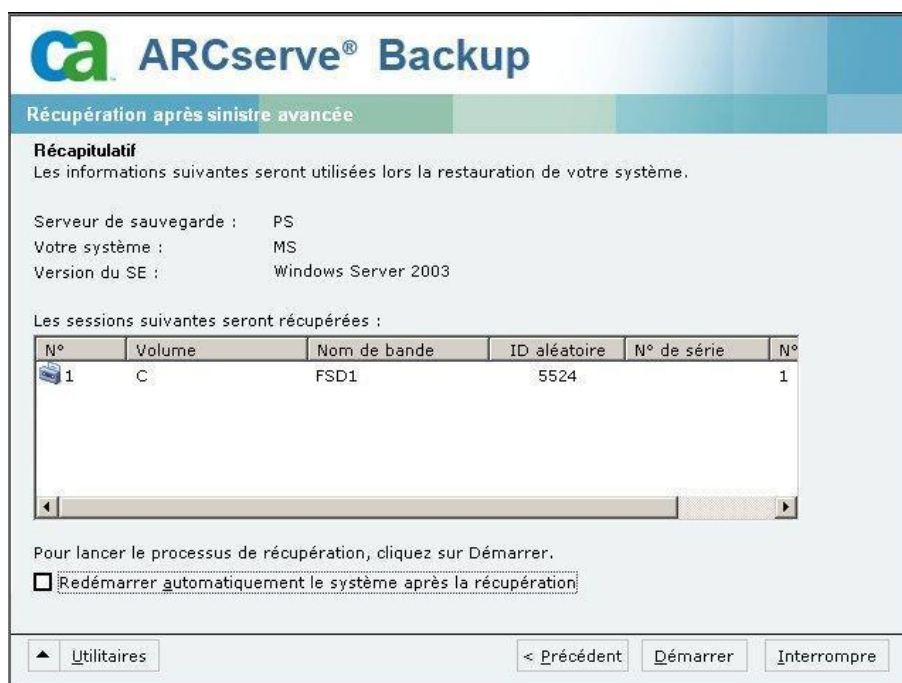 ca ARCserve® Backup
Récupération après sinistre avancée
Récapitulatif
Les informations suivantes seront utilisées lors la restauration de votre système.
Serveur de sauvegarde : PS
Votre système : MS
Version du SE : Windows Server 2003
Les sessions suivantes seront récupérées :
N° Volume Nom de bande ID aléatoire N° de série N°
1 C FSD1 5524 1
Pour lancer le processus de récupération, cliquez sur Démarrer.
Redémarrer automatiquement le système après la récupération
Utilitaires < Précédent Démarrer Interrompre